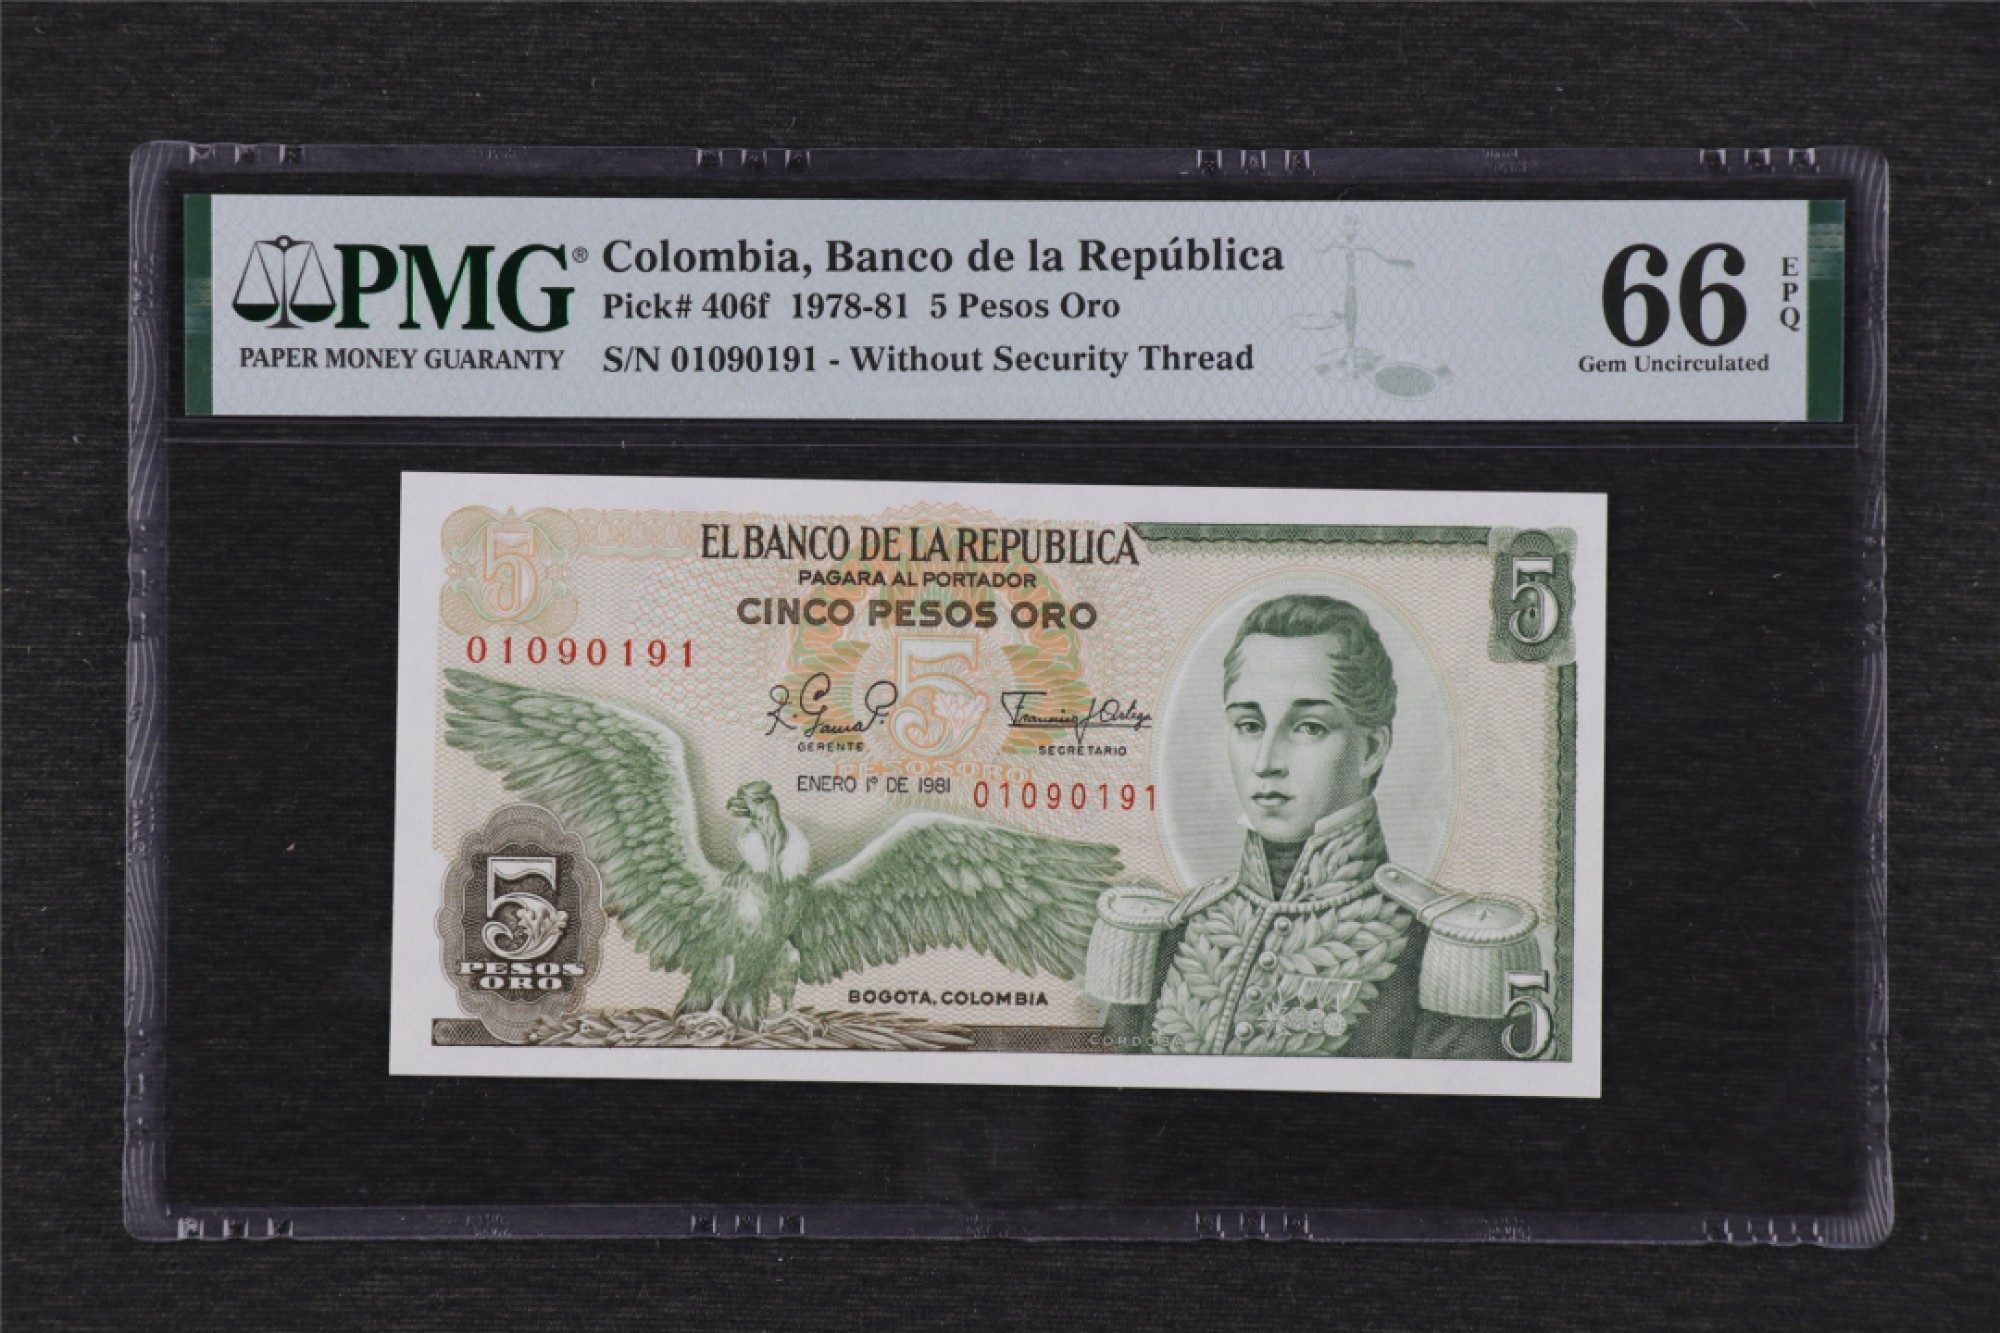 PMG®
PAPER MONEY GUARANTY
Colombia, Banco de la República
Pick# 406f 1978-81 5 Pesos Oro
S/N 01090191 - Without Security Thread
66
EPQ
Gem Uncirculated
5
EL BANCO DE LA REPUBLICA
PAGARA AL PORTADOR
CINCO PESOS ORO
5
01090191
5
GERENTE
SECRETARIO
PESOS ORO
ENERO 1º DE 1981
01090191
5
PESOS
ORO
BOGOTA, COLOMBIA
CORDOBA
5